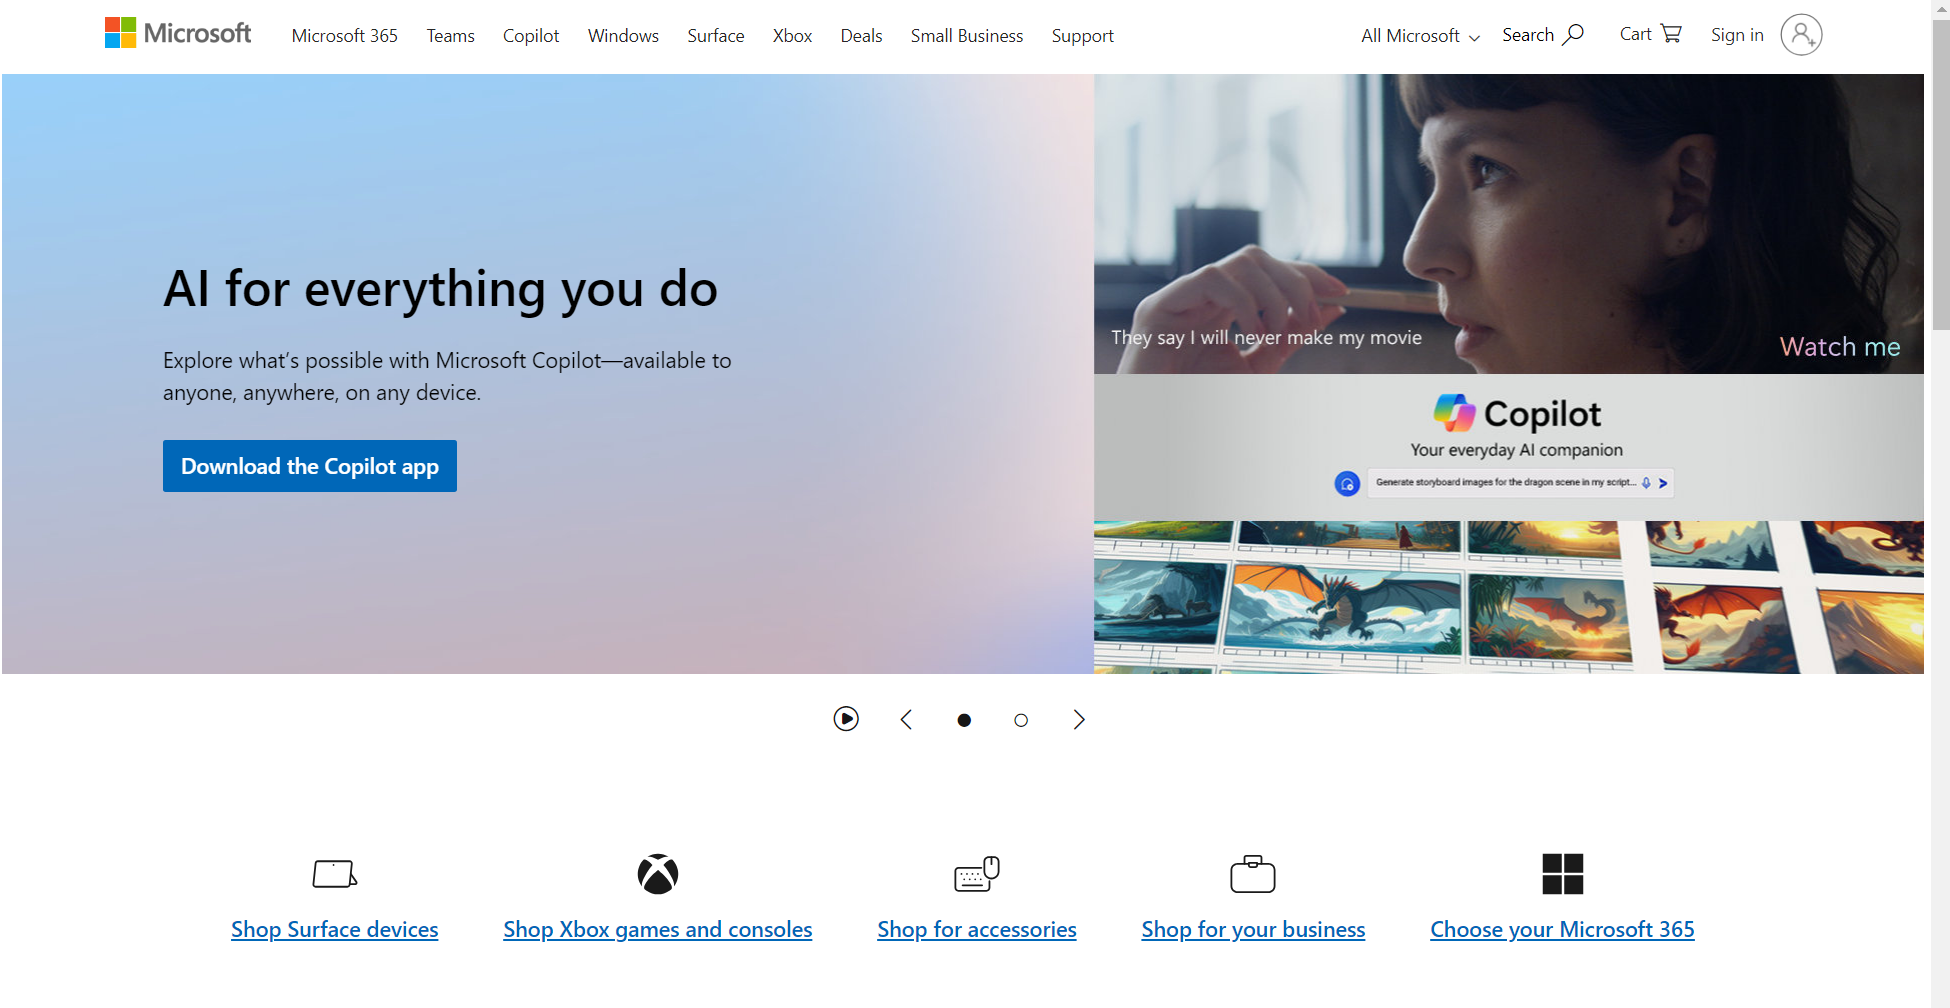 Microsoft
Microsoft 365
Teams
Copilot
Windows
Surface
Xbox
Deals
Small Business
Support
All Microsoft
Search
Cart
Sign in
AI for everything you do
Explore what’s possible with Microsoft Copilot—available to
anyone, anywhere, on any device.
Download the Copilot app
They say I will never make my movie
Watch me
Copilot
Your everyday AI companion
Generate storyboard images for the dragon scene in my script...
Shop Surface devices
Shop Xbox games and consoles
Shop for accessories
Shop for your business
Choose your Microsoft 365